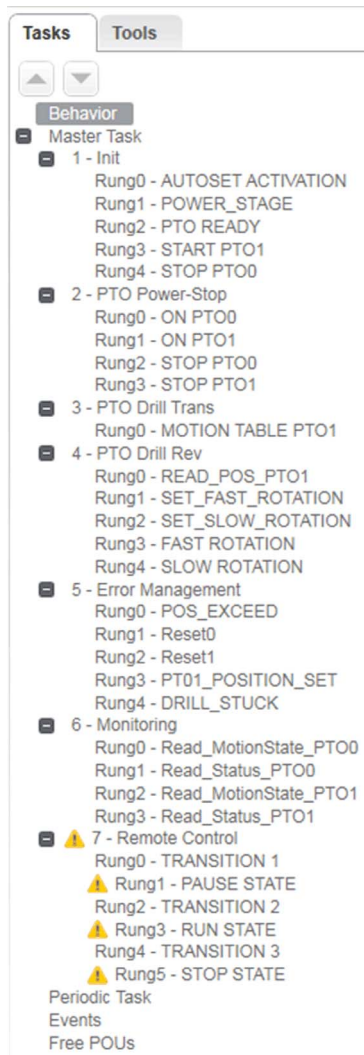 Tasks Tools
Behavior
Master Task
1 - Init
Rung0 - AUTOSET ACTIVATION
Rung1 - POWER_STAGE
Rung2 - PTO READY
Rung3 - START PTO1
Rung4 - STOP PTO0
2 - PTO Power-Stop
Rung0 - ON PTO0
Rung1 - ON PTO1
Rung2 - STOP PTO0
Rung3 - STOP PTO1
3 - PTO Drill Trans
Rung0 - MOTION TABLE PTO1
4 - PTO Drill Rev
Rung0 - READ_POS_PTO1
Rung1 - SET_FAST_ROTATION
Rung2 - SET_SLOW_ROTATION
Rung3 - FAST ROTATION
Rung4 - SLOW ROTATION
5 - Error Management
Rung0 - POS_EXCEED
Rung1 - Reset0
Rung2 - Reset1
Rung3 - PT01_POSITION_SET
Rung4 - DRILL_STUCK
6 - Monitoring
Rung0 - Read_MotionState_PTO0
Rung1 - Read_Status_PTO0
Rung2 - Read_MotionState_PTO1
Rung3 - Read_Status_PTO1
7 - Remote Control
Rung0 - TRANSITION 1
Rung1 - PAUSE STATE
Rung2 - TRANSITION 2
Rung3 - RUN STATE
Rung4 - TRANSITION 3
Rung5 - STOP STATE
Periodic Task
Events
Free POUs